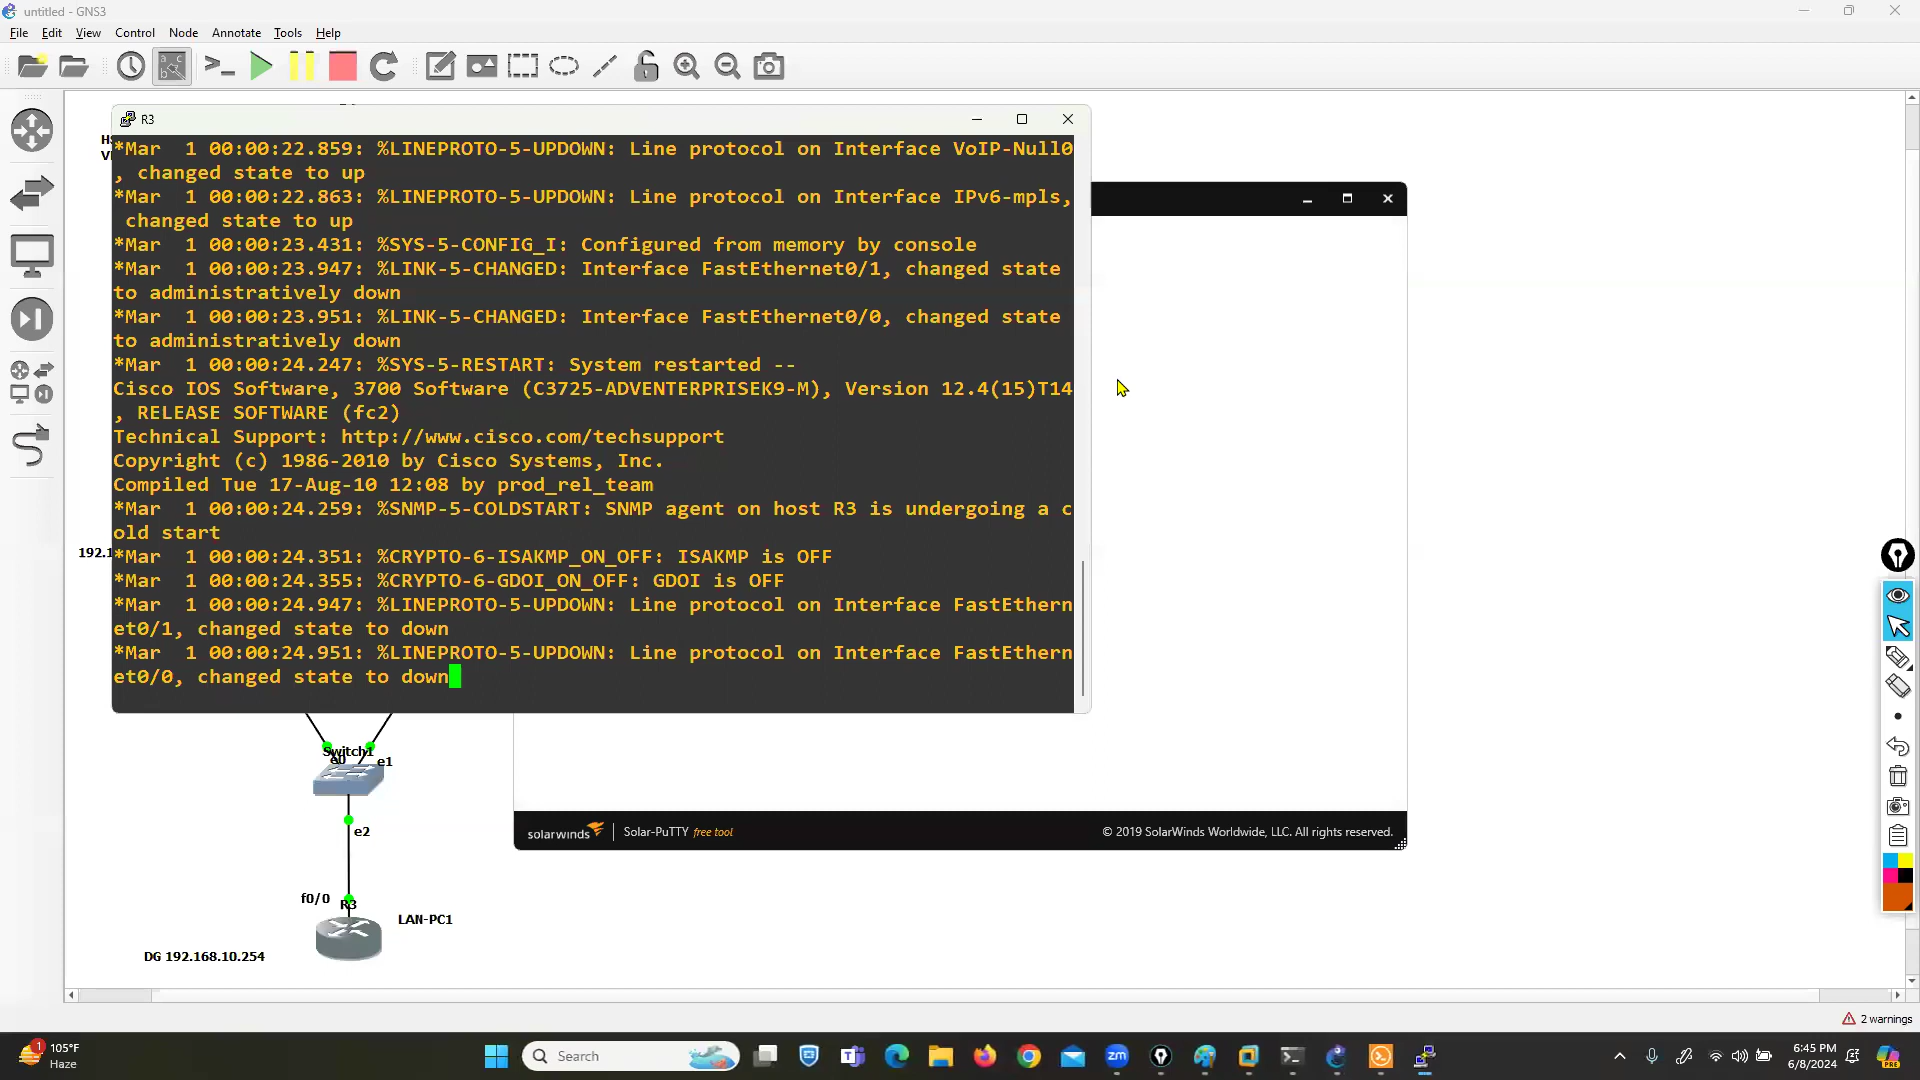 untitled - GNS3
File Edit View Control Node Annotate Tools Help
R3
*Mar  1 00:00:22.859: %LINEPROTO-5-UPDOWN: Line protocol on Interface VoIP-Null0
, changed state to up
*Mar  1 00:00:22.863: %LINEPROTO-5-UPDOWN: Line protocol on Interface IPv6-mpls,
 changed state to up
*Mar  1 00:00:23.431: %SYS-5-CONFIG_I: Configured from memory by console
*Mar  1 00:00:23.947: %LINK-5-CHANGED: Interface FastEthernet0/1, changed state
to administratively down
*Mar  1 00:00:23.951: %LINK-5-CHANGED: Interface FastEthernet0/0, changed state
to administratively down
*Mar  1 00:00:24.247: %SYS-5-RESTART: System restarted --
Cisco IOS Software, 3700 Software (C3725-ADVENTERPRISEK9-M), Version 12.4(15)T14
, RELEASE SOFTWARE (fc2)
Technical Support: http://www.cisco.com/techsupport
Copyright (c) 1986-2010 by Cisco Systems, Inc.
Compiled Tue 17-Aug-10 12:08 by prod_rel_team
*Mar  1 00:00:24.259: %SNMP-5-COLDSTART: SNMP agent on host R3 is undergoing a c
old start
*Mar  1 00:00:24.351: %CRYPTO-6-ISAKMP_ON_OFF: ISAKMP is OFF
*Mar  1 00:00:24.355: %CRYPTO-6-GDOI_ON_OFF: GDOI is OFF
*Mar  1 00:00:24.947: %LINEPROTO-5-UPDOWN: Line protocol on Interface FastEthern
et0/1, changed state to down
*Mar  1 00:00:24.951: %LINEPROTO-5-UPDOWN: Line protocol on Interface FastEthern
et0/0, changed state to down
192.1
Switch1
e0
e1
e2
f0/0
R3
LAN-PC1
DG 192.168.10.254
solarwinds Solar-PuTTY free tool
© 2019 SolarWinds Worldwide, LLC. All rights reserved.
2 warnings
1
105°F
Haze
Search
6:45 PM
6/8/2024